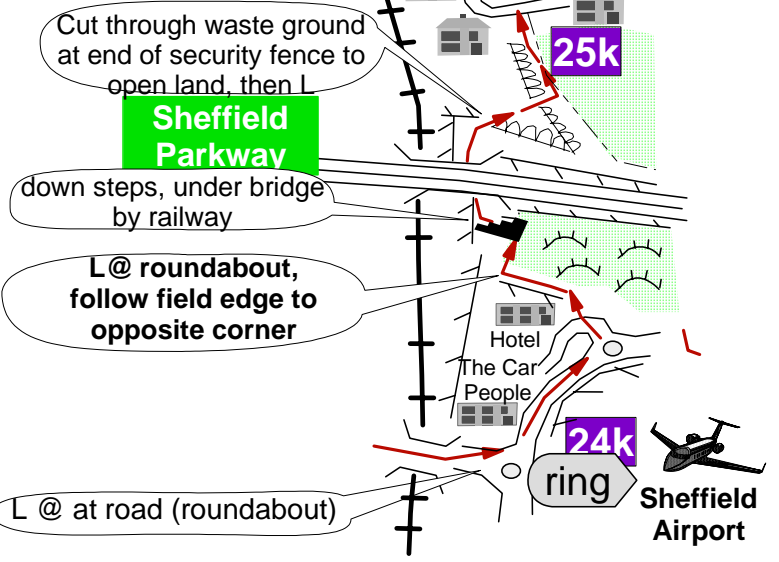 Cut through waste ground
at end of security fence to
open land, then L
25k
Sheffield
Parkway
down steps, under bridge
by railway
L@ roundabout,
follow field edge to
opposite corner
Hotel
The Car
People
24k
ring
Sheffield
Airport
L @ at road (roundabout)